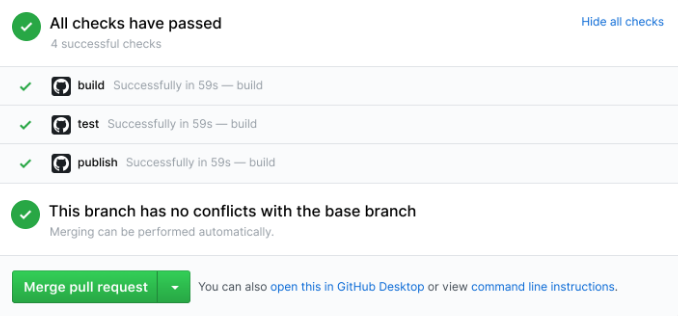 All checks have passed
Hide all checks
4 successful checks
build Successfully in 59s — build
test Successfully in 59s — build
publish Successfully in 59s — build
This branch has no conflicts with the base branch
Merging can be performed automatically.
Merge pull request You can also open this in GitHub Desktop or view command line instructions.